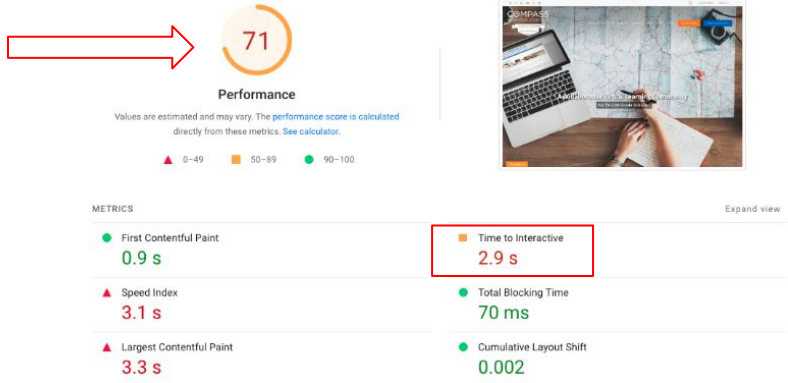 71
Performance
Values are estimated and may vary. The performance score is calculated
directly from these metrics. See calculator.
0–49
50–89
90–100
COMPASS
METRICS
Expand view
First Contentful Paint
0.9 s
Time to Interactive
2.9 s
Speed Index
3.1 s
Total Blocking Time
70 ms
Largest Contentful Paint
3.3 s
Cumulative Layout Shift
0.002